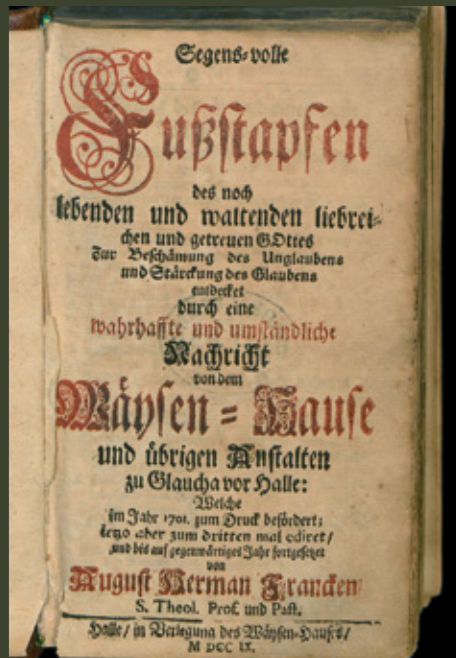 Segens-volle
Fußstapfen
des noch
lebenden und waltenden liebrei-
chen und getreuen GOttes
Zur Beschämung des Unglaubens
und Stärckung des Glaubens
entdecket
durch eine
wahrhaffte und umständliche
Nachricht
von dem
Wäysen-Hause
und übrigen Anstalten
zu Glaucha vor Halle:
Welche
im Jahr 1701. zum Druck befördert;
ietzo aber zum dritten mal ediret/
und bis auf gegenwärtiges Jahr fortgesetzet
von
August Herman Francken
S. Theol. Prof. und Past.
Halle/ in Verlegung des Wäysen-Hauses/
M DCC IX.